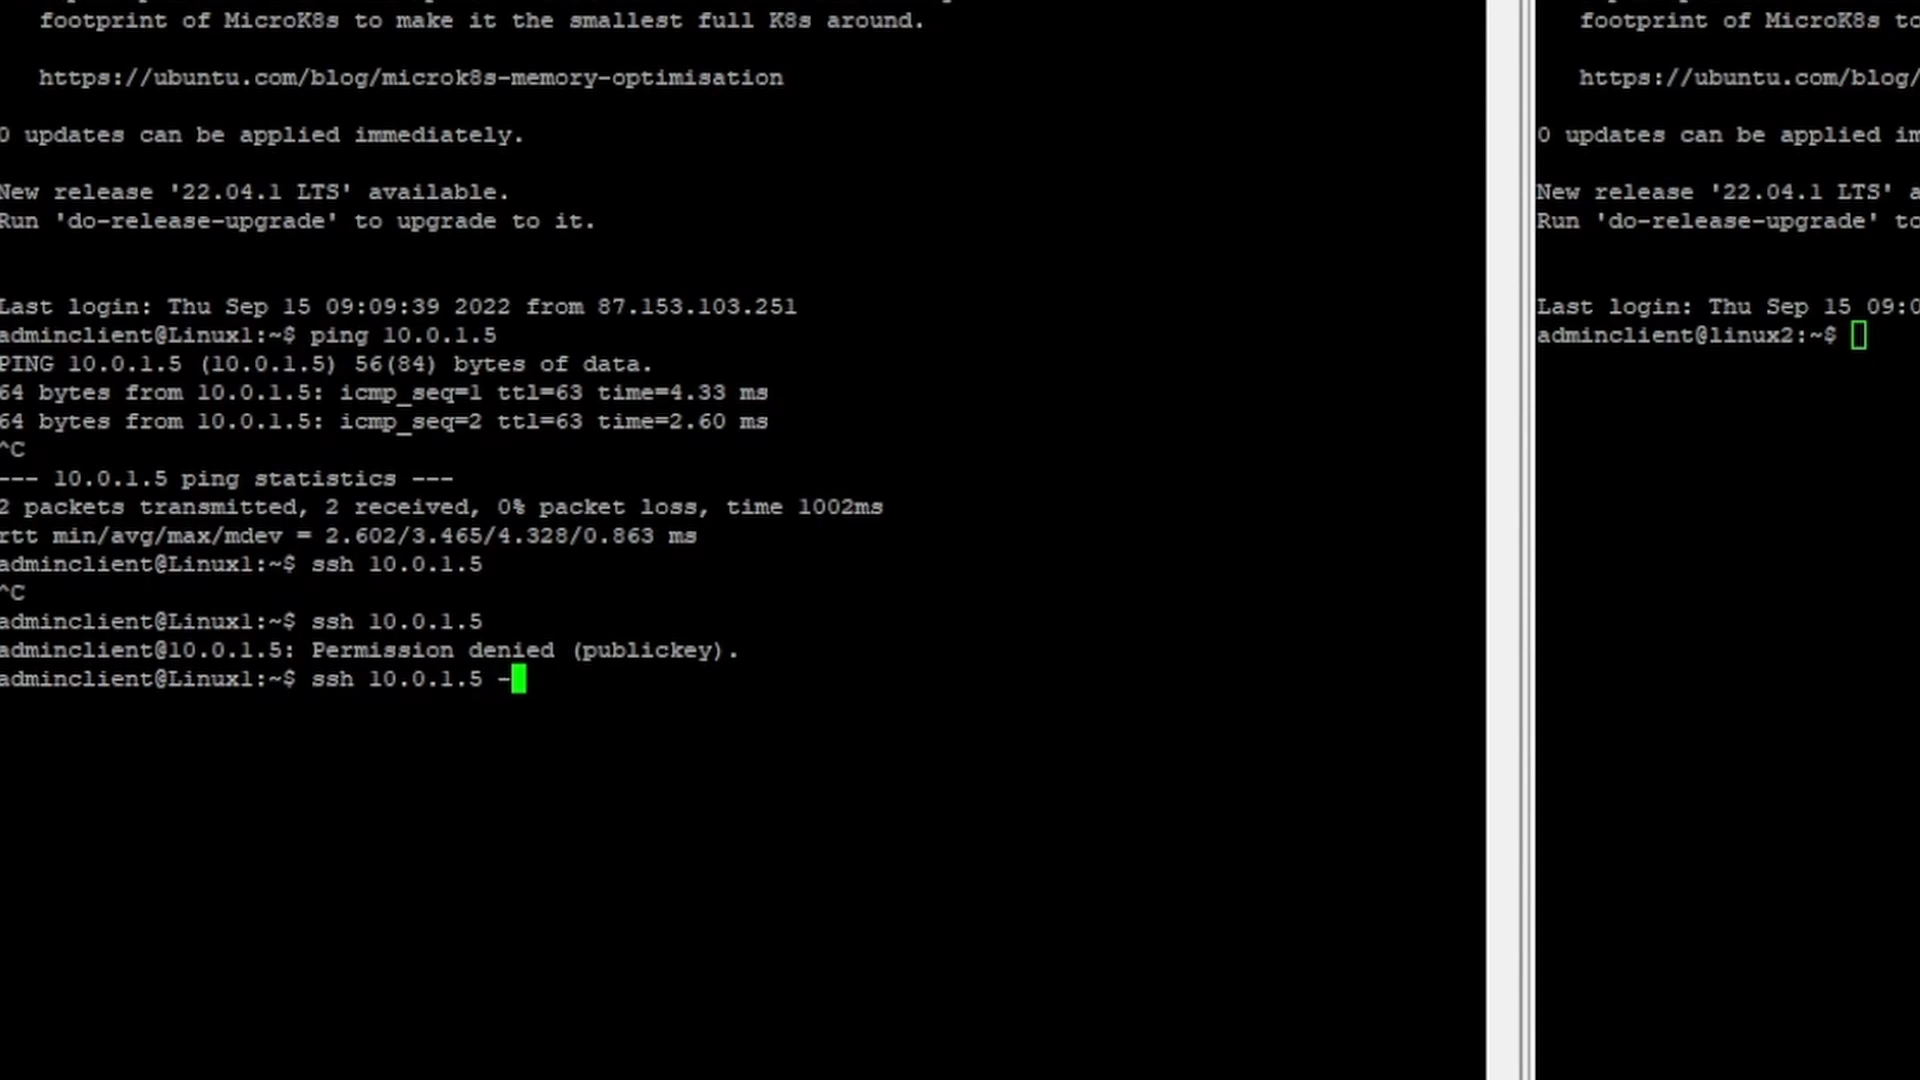 footprint of MicroK8s to make it the smallest full K8s around.
https://ubuntu.com/blog/microk8s-memory-optimisation
0 updates can be applied immediately.
New release '22.04.1 LTS' available.
Run 'do-release-upgrade' to upgrade to it.
Last login: Thu Sep 15 09:09:39 2022 from 87.153.103.251
adminclient@Linux1:~$ ping 10.0.1.5
PING 10.0.1.5 (10.0.1.5) 56(84) bytes of data.
64 bytes from 10.0.1.5: icmp_seq=1 ttl=63 time=4.33 ms
64 bytes from 10.0.1.5: icmp_seq=2 ttl=63 time=2.60 ms
^C
--- 10.0.1.5 ping statistics ---
2 packets transmitted, 2 received, 0% packet loss, time 1002ms
rtt min/avg/max/mdev = 2.602/3.465/4.328/0.863 ms
adminclient@Linux1:~$ ssh 10.0.1.5
^C
adminclient@Linux1:~$ ssh 10.0.1.5
adminclient@10.0.1.5: Permission denied (publickey).
adminclient@Linux1:~$ ssh 10.0.1.5 -
footprint of MicroK8s to
https://ubuntu.com/blog/
0 updates can be applied im
New release '22.04.1 LTS' a
Run 'do-release-upgrade' to
Last login: Thu Sep 15 09:0
adminclient@linux2:~$